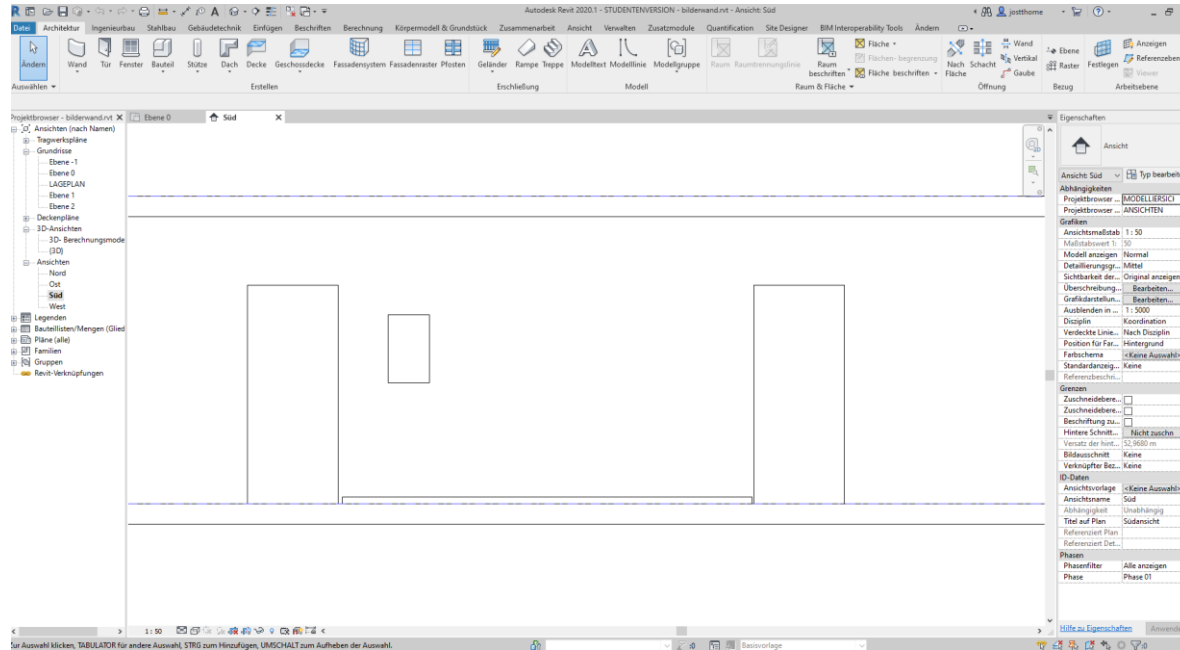 Autodesk Revit 2020.1 - STUDENTENVERSION - bilderwand.rvt - Ansicht: Süd
jostthome
Datei Architektur Ingenieurbau Stahlbau Gebäudetechnik Einfügen Beschriften Berechnung Körpermodell & Grundstück Zusammenarbeit Ansicht Verwalten Zusatzmodule Quantification Site Designer BIM Interoperability Tools Ändern
Ändern Wand Tür Fenster Bauteil Stütze Dach Decke Geschossdecke Fassadensystem Fassadenraster Pfosten Geländer Rampe Treppe Modelltext Modelllinie Modellgruppe Raum Raumtrennungslinie Raum beschriften
Fläche
Flächen- begrenzung
Fläche beschriften
Nach Fläche
Schacht
Wand
Vertikal
Gaube
Ebene
Raster
Festlegen
Anzeigen
Referenzeben
Viewer
Auswählen Erstellen Erschließung Modell Raum & Fläche Öffnung Bezug Arbeitsebene
Projektbrowser - bilderwand.rvt
Ebene 0
Süd
Ansichten (nach Namen)
Tragwerkspläne
Grundrisse
Ebene -1
Ebene 0
LAGEPLAN
Ebene 1
Ebene 2
Deckenpläne
3D-Ansichten
3D- Berechnungsmode
{3D}
Ansichten
Nord
Ost
Süd
West
Legenden
Bauteillisten/Mengen (Glied
Pläne (alle)
Familien
Gruppen
Revit-Verknüpfungen
Eigenschaften
Ansicht
Ansicht: Süd Typ bearbeite
Abhängigkeiten
Projektbrowser ... MODELLIERSICI
Projektbrowser ... ANSICHTEN
Grafiken
Ansichtsmaßstab 1 : 50
Maßstabswert 1: 50
Modell anzeigen Normal
Detaillierungsgr... Mittel
Sichtbarkeit der... Original anzeigen
Überschreibung... Bearbeiten...
Grafikdarstellun... Bearbeiten...
Ausblenden in ... 1 : 5000
Disziplin Koordination
Verdeckte Linie... Nach Disziplin
Position für Far... Hintergrund
Farbschema <Keine Auswahl>
Standardanzeig... Keine
Referenzbeschri...
Grenzen
Zuschneidebere...
Zuschneidebere...
Beschriftung zu...
Hintere Schnitt... Nicht zuschn
Versatz der hint... 52,9680 m
Bildausschnitt Keine
Verknüpfter Bez... Keine
ID-Daten
Ansichtsvorlage <Keine Auswahl>
Ansichtsname Süd
Abhängigkeit Unabhängig
Titel auf Plan Südansicht
Referenziert Plan
Referenziert Det...
Phasen
Phasenfilter Alle anzeigen
Phase Phase 01
Hilfe zu Eigenschaften Anwende
1 : 50
Zur Auswahl klicken, TABULATOR für andere Auswahl, STRG zum Hinzufügen, UMSCHALT zum Aufheben der Auswahl.
:0
Basisvorlage
:0